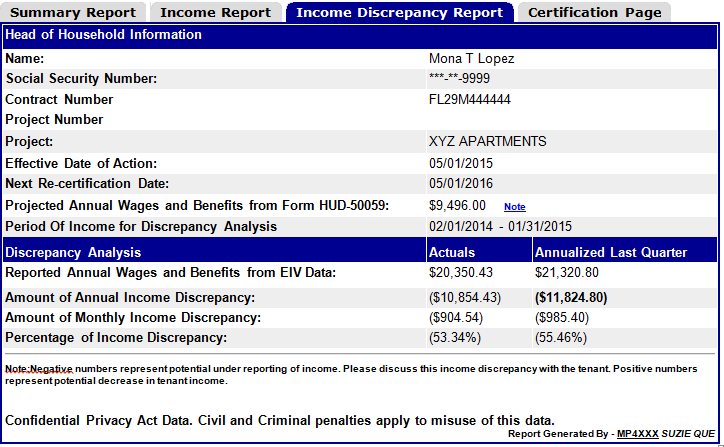 Summary Report Income Report Income Discrepancy Report Certification Page
Head of Household Information
Name: Mona T Lopez
Social Security Number: ***-**-9999
Contract Number FL29M444444
Project Number
Project: XYZ APARTMENTS
Effective Date of Action: 05/01/2015
Next Re-certification Date: 05/01/2016
Projected Annual Wages and Benefits from Form HUD-50059: $9,496.00 Note
Period Of Income for Discrepancy Analysis 02/01/2014 - 01/31/2015
Discrepancy Analysis Actuals Annualized Last Quarter
Reported Annual Wages and Benefits from EIV Data: $20,350.43 $21,320.80
Amount of Annual Income Discrepancy: ($10,854.43) ($11,824.80)
Amount of Monthly Income Discrepancy: ($904.54) ($985.40)
Percentage of Income Discrepancy: (53.34%) (55.46%)
Note:Negative numbers represent potential under reporting of income. Please discuss this income discrepancy with the tenant. Positive numbers
represent potential decrease in tenant income.
Confidential Privacy Act Data. Civil and Criminal penalties apply to misuse of this data.
Report Generated By - MP4XXX SUZIE QUE